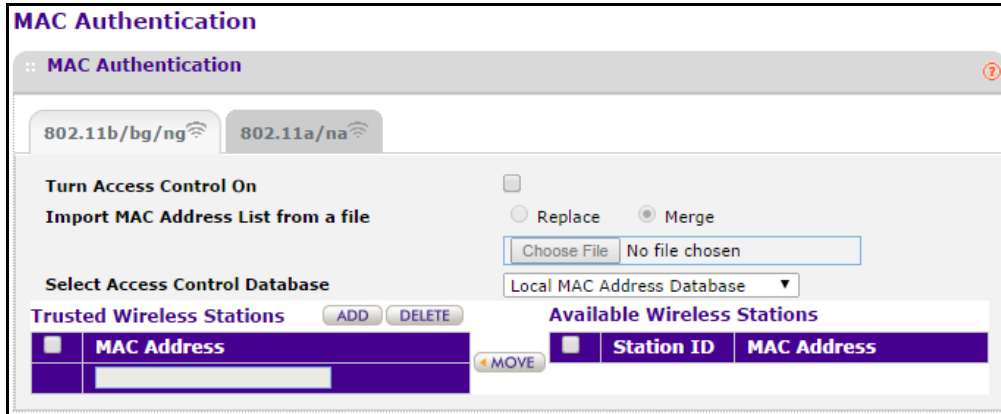 MAC Authentication
MAC Authentication ?
802.11b/bg/ng 802.11a/na
Turn Access Control On
Import MAC Address List from a file Replace Merge
Choose File No file chosen
Select Access Control Database Local MAC Address Database
Trusted Wireless Stations ADD DELETE Available Wireless Stations
MAC Address MOVE Station ID MAC Address